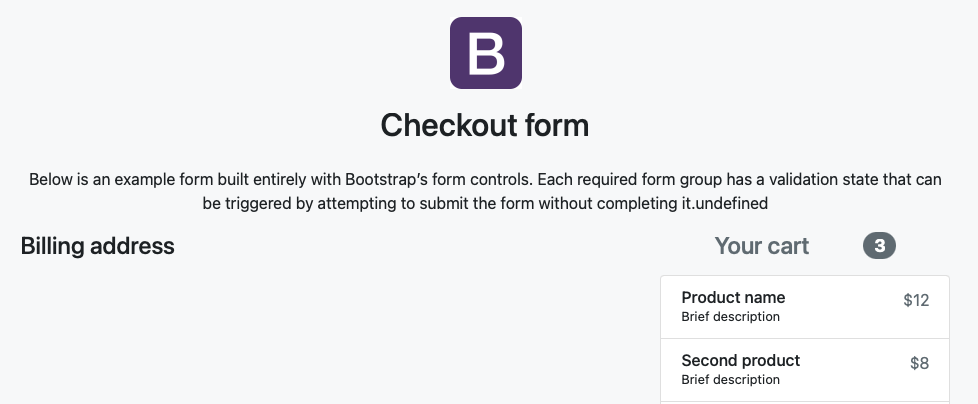 B
Checkout form
Below is an example form built entirely with Bootstrap’s form controls. Each required form group has a validation state that can
be triggered by attempting to submit the form without completing it.undefined
Billing address
Your cart 3
Product name $12
Brief description
Second product $8
Brief description